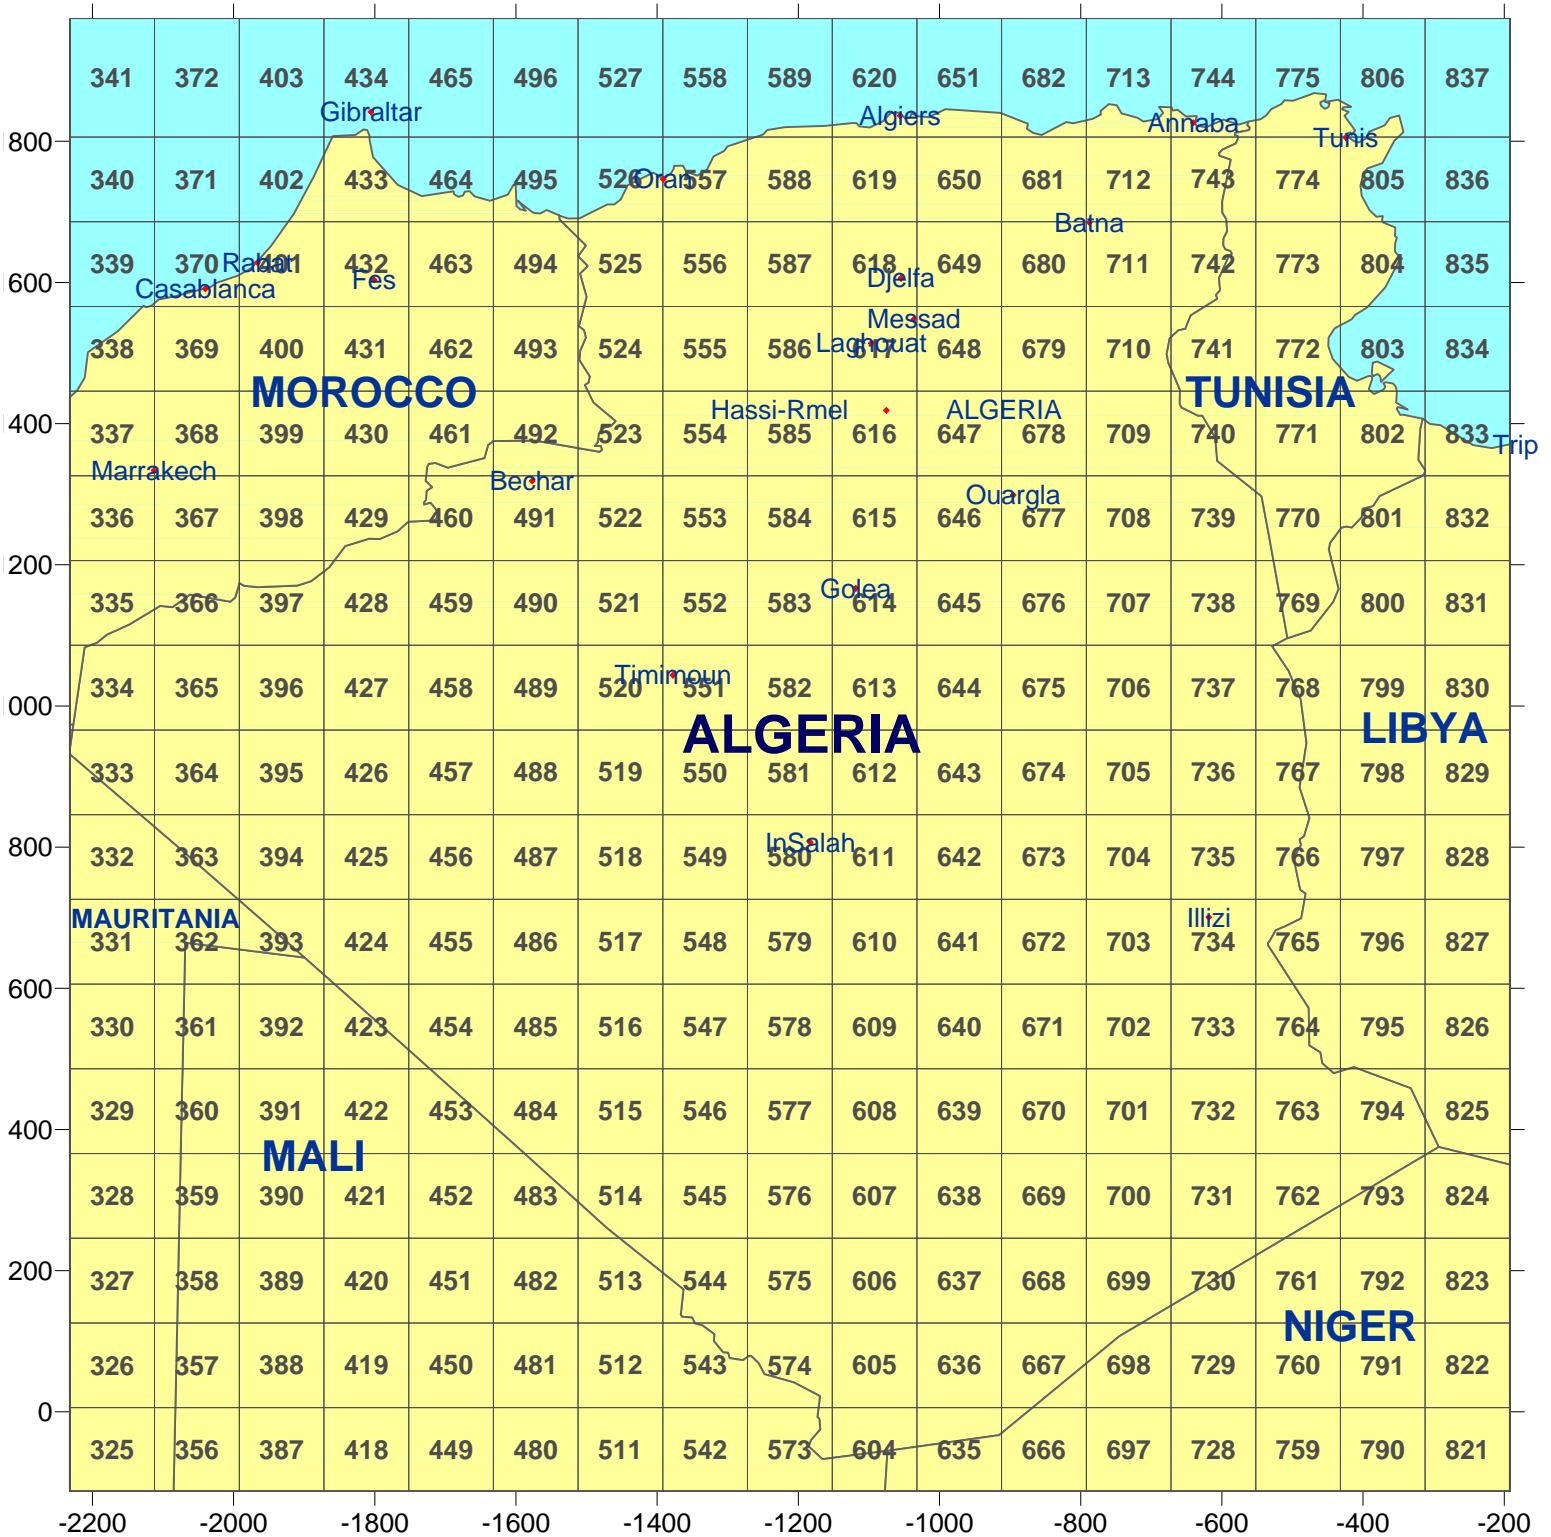 341 372 403 434 465 496 527 558 589 620 651 682 713 744 775 806 837
Gibraltar Algiers Annaba Tunis
800
340 371 402 433 464 495 526 Oran 557 588 619 650 681 712 743 774 805 836
Batna
339 370 Rabat 401 432 463 494 525 556 587 618 649 680 711 742 773 804 835
600 Casablanca Fes Djelfa
Messad
338 369 400 431 462 493 524 555 586 Laghouat 617 648 679 710 741 772 803 834
MOROCCO TUNISIA
400 Hassi-Rmel ALGERIA
337 368 399 430 461 492 523 554 585 616 647 678 709 740 771 802 833 Trip
Marrakech Bechar Ouargla
336 367 398 429 460 491 522 553 584 615 646 677 708 739 770 801 832
200 Golea
335 366 397 428 459 490 521 552 583 614 645 676 707 738 769 800 831
Timimoun
334 365 396 427 458 489 520 551 582 613 644 675 706 737 768 799 830
000
ALGERIA LIBYA
333 364 395 426 457 488 519 550 581 612 643 674 705 736 767 798 829
800 InSalah
332 363 394 425 456 487 518 549 580 611 642 673 704 735 766 797 828
MAURITANIA Illizi
331 362 393 424 455 486 517 548 579 610 641 672 703 734 765 796 827
600
330 361 392 423 454 485 516 547 578 609 640 671 702 733 764 795 826
329 360 391 422 453 484 515 546 577 608 639 670 701 732 763 794 825
400
MALI
328 359 390 421 452 483 514 545 576 607 638 669 700 731 762 793 824
200
327 358 389 420 451 482 513 544 575 606 637 668 699 730 761 792 823
NIGER
326 357 388 419 450 481 512 543 574 605 636 667 698 729 760 791 822
0
325 356 387 418 449 480 511 542 573 604 635 666 697 728 759 790 821
-2200 -2000 -1800 -1600 -1400 -1200 -1000 -800 -600 -400 -200